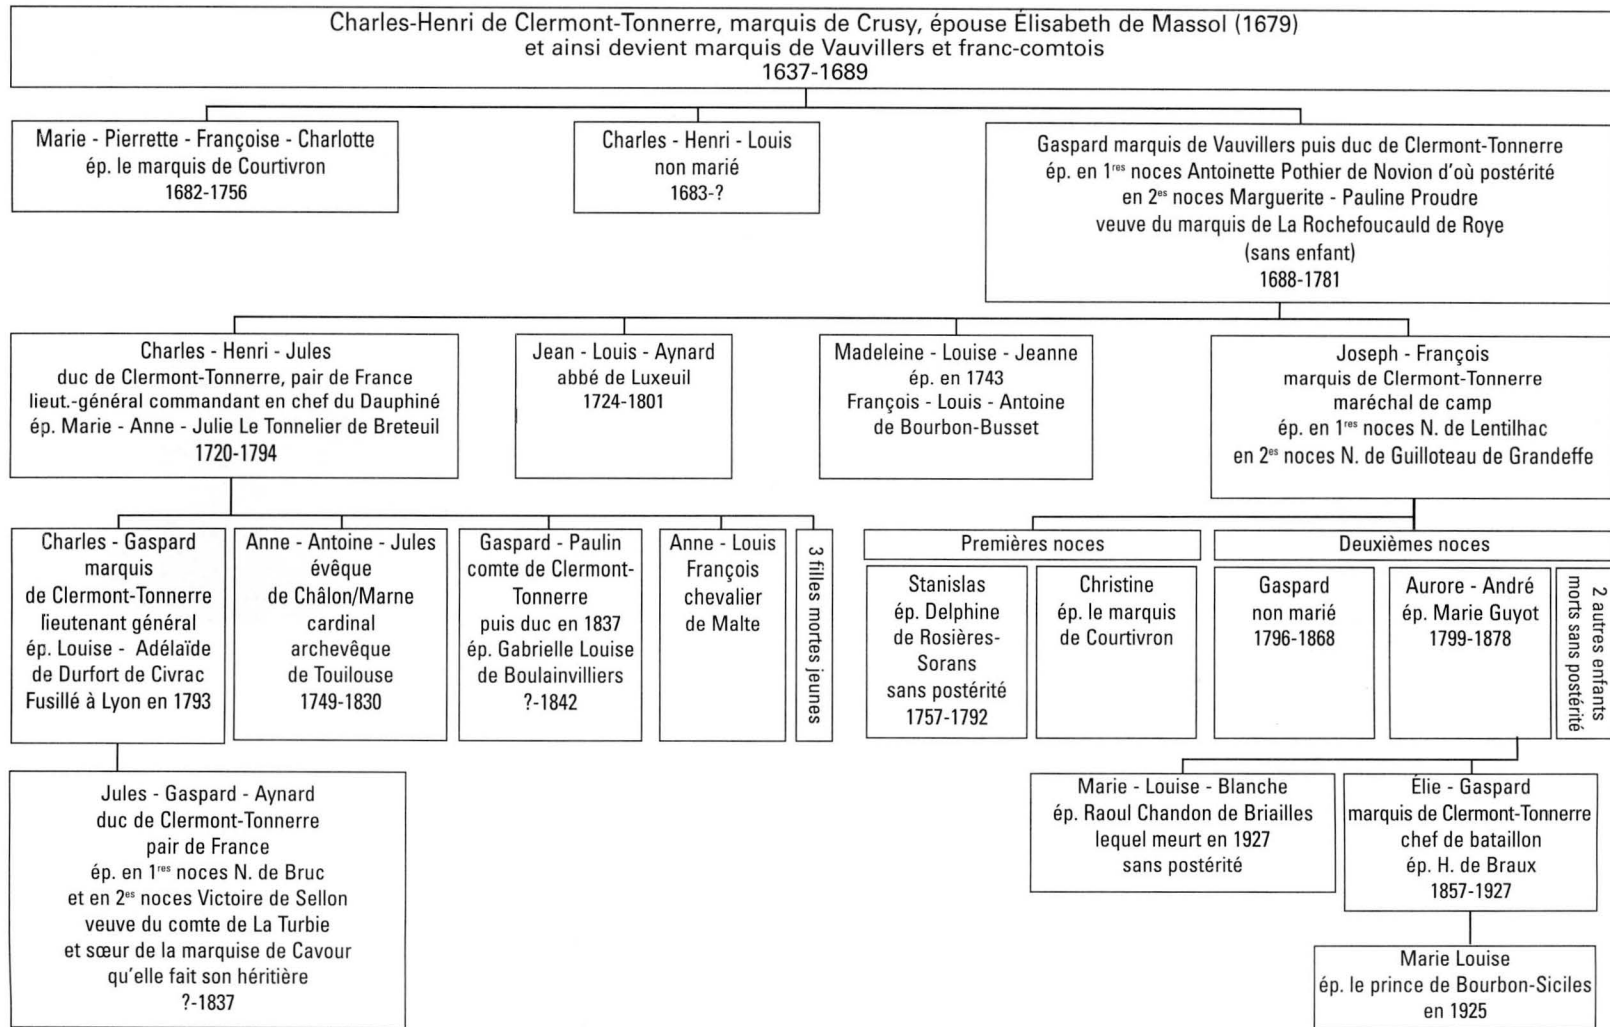 Charles-Henri de Clermont-Tonnerre, marquis de Crusy, épouse Élisabeth de Massol (1679)
et ainsi devient marquis de Vauvillers et franc-comtois
1637-1689
Marie - Pierrette - Françoise - Charlotte
ép. le marquis de Courtivron
1682-1756
Charles - Henri - Louis
non marié
1683-?
Gaspard marquis de Vauvillers puis duc de Clermont-Tonnerre
ép. en 1res noces Antoinette Pothier de Novion d'où postérité
en 2es noces Marguerite - Pauline Proudre
veuve du marquis de La Rochefoucauld de Roye
(sans enfant)
1688-1781
Charles - Henri - Jules
duc de Clermont-Tonnerre, pair de France
lieut.-général commandant en chef du Dauphiné
ép. Marie - Anne - Julie Le Tonnelier de Breteuil
1720-1794
Jean - Louis - Aynard
abbé de Luxeuil
1724-1801
Madeleine - Louise - Jeanne
ép. en 1743
François - Louis - Antoine
de Bourbon-Busset
Joseph - François
marquis de Clermont-Tonnerre
maréchal de camp
ép. en 1res noces N. de Lentilhac
en 2es noces N. de Guilloteau de Grandeffe
Charles - Gaspard
marquis
de Clermont-Tonnerre
lieutenant général
ép. Louise - Adélaïde
de Durfort de Civrac
Fusillé à Lyon en 1793
Anne - Antoine - Jules
évêque
de Châlon/Marne
cardinal
archevêque
de Touilouse
1749-1830
Gaspard - Paulin
comte de Clermont-
Tonnerre
puis duc en 1837
ép. Gabrielle Louise
de Boulainvilliers
?-1842
Anne - Louis
François
chevalier
de Malte
3 filles mortes jeunes
Premières noces
Stanislas
ép. Delphine
de Rosières-
Sorans
sans postérité
1757-1792
Christine
ép. le marquis
de Courtivron
Deuxièmes noces
Gaspard
non marié
1796-1868
Aurore - André
ép. Marie Guyot
1799-1878
2 autres enfants
morts sans postérité
Jules - Gaspard - Aynard
duc de Clermont-Tonnerre
pair de France
ép. en 1res noces N. de Bruc
et en 2es noces Victoire de Sellon
veuve du comte de La Turbie
et sœur de la marquise de Cavour
qu'elle fait son héritière
?-1837
Marie - Louise - Blanche
ép. Raoul Chandon de Briailles
lequel meurt en 1927
sans postérité
Élie - Gaspard
marquis de Clermont-Tonnerre
chef de bataillon
ép. H. de Braux
1857-1927
Marie Louise
ép. le prince de Bourbon-Siciles
en 1925